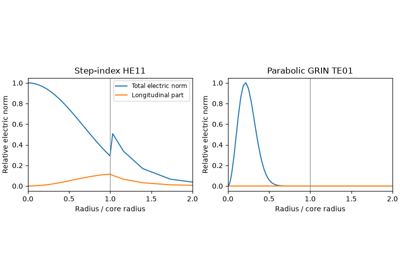 Step-index HE11
Relative electric norm
1.0
0.8
0.6
0.4
0.2
0.0
Total electric norm
Longitudinal part
0.0 0.5 1.0 1.5 2.0
Radius / core radius
Parabolic GRIN TE01
Relative electric norm
1.0
0.8
0.6
0.4
0.2
0.0
0.0 0.5 1.0 1.5 2.0
Radius / core radius